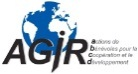 AGIR
actions de
bénévoles pour la
coopération et le
développement